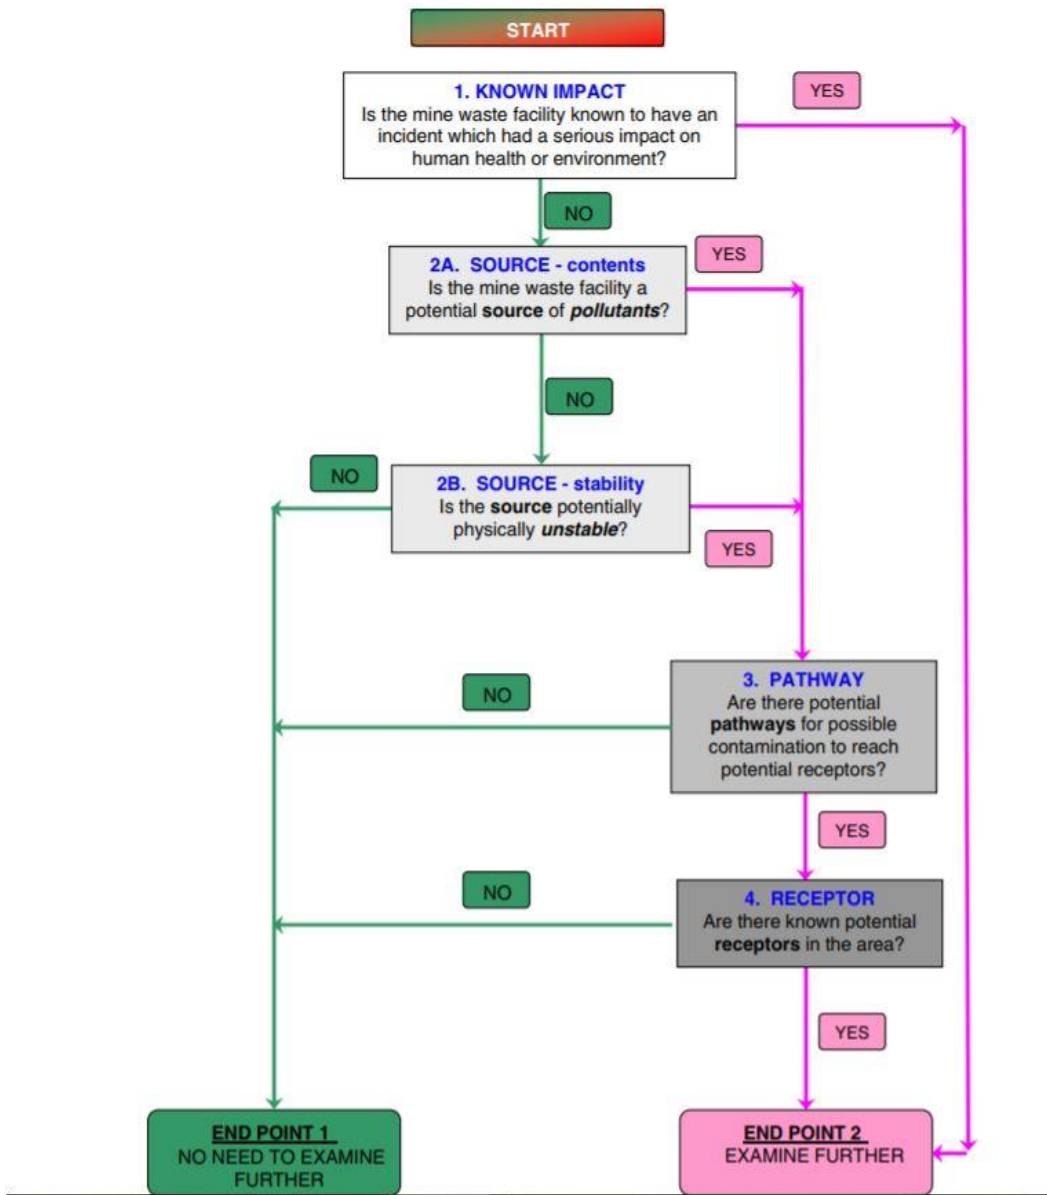 START
1. KNOWN IMPACT
Is the mine waste facility known to have an
incident which had a serious impact on
human health or environment?
YES
NO
2A. SOURCE - contents
Is the mine waste facility a
potential source of pollutants?
YES
NO
NO
2B. SOURCE - stability
Is the source potentially
physically unstable?
YES
3. PATHWAY
Are there potential
pathways for possible
contamination to reach
potential receptors?
NO
YES
4. RECEPTOR
Are there known potential
receptors in the area?
NO
YES
END POINT 1
NO NEED TO EXAMINE
FURTHER
END POINT 2
EXAMINE FURTHER